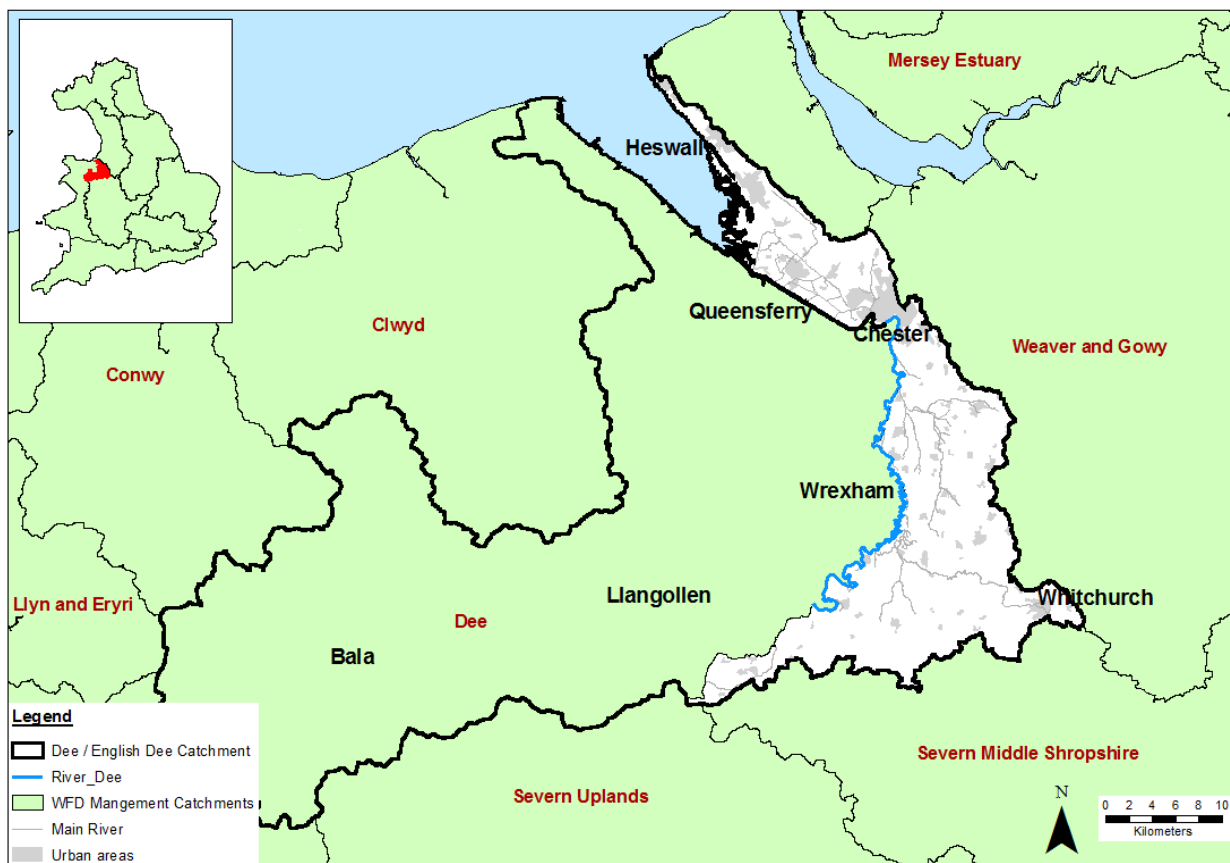 Mersey Estuary
Heswall
Queensferry
Chester
Clwyd
Weaver and Gowy
Conwy
Wrexham
Llangollen
Whitchurch
Llyn and Eryri
Dee
Bala
Severn Middle Shropshire
Severn Uplands
Legend
Dee / English Dee Catchment
River_Dee
WFD Mangement Catchments
Main River
Urban areas
N
0 2 4 6 8 10
Kilometers